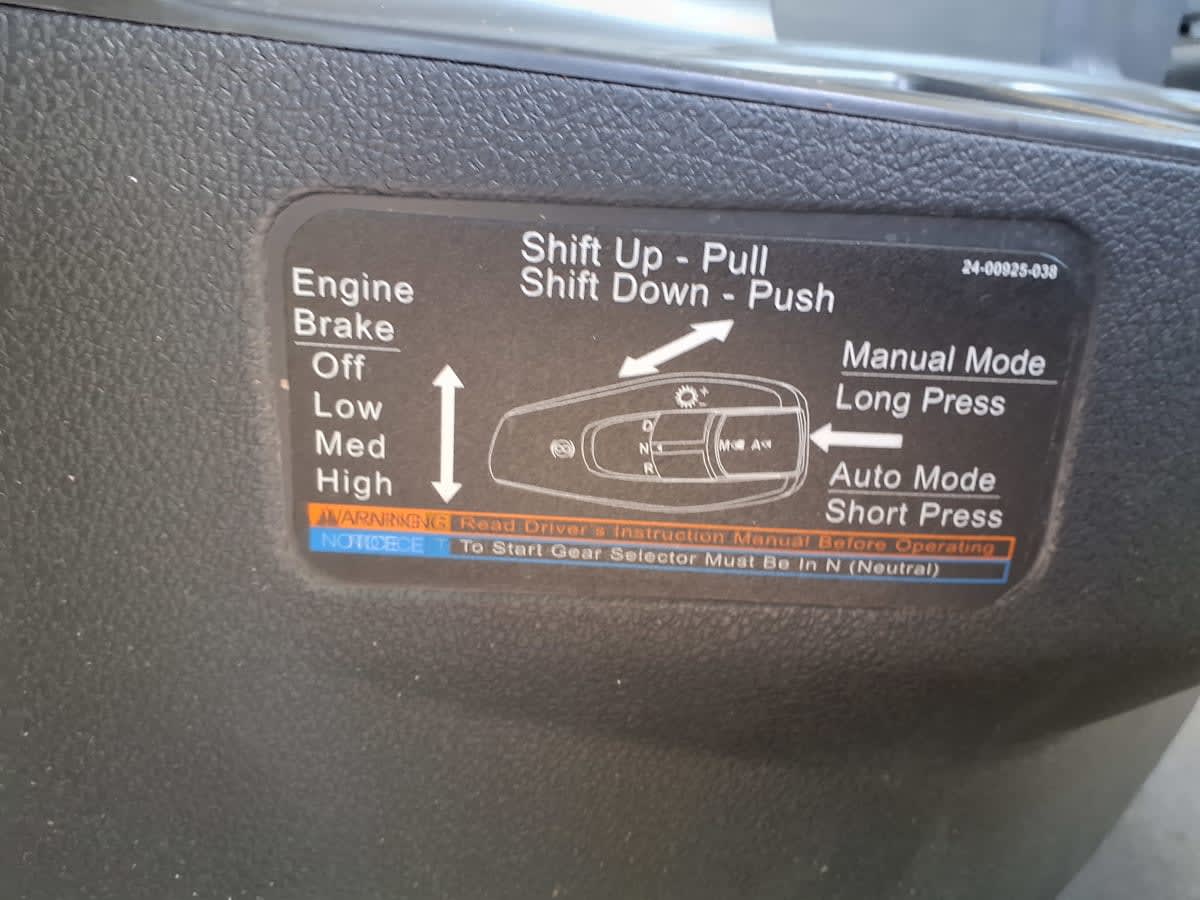 Shift Up - Pull
Shift Down - Push
24-00925-038
Engine
Brake
Off
Low
Med
High
Manual Mode
Long Press
Auto Mode
Short Press
D
N
R
M
A
+
-
WARNING Read Driver's Instruction Manual Before Operating
NOTICE To Start Gear Selector Must Be In N (Neutral)